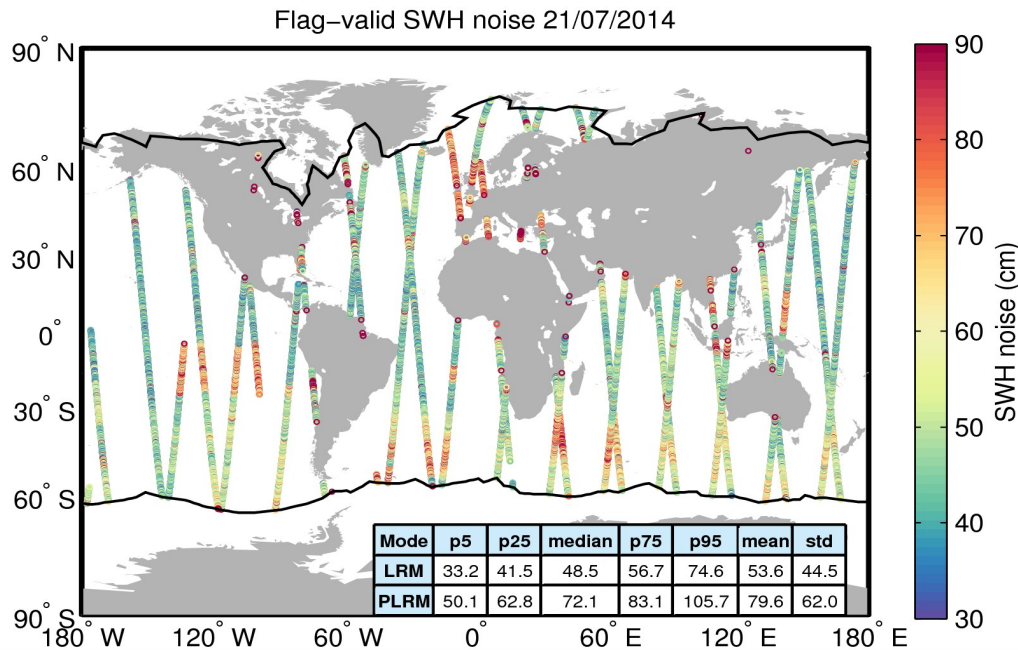 Flag−valid SWH noise 21/07/2014
90° N
60° N
30° N
0°
30° S
60° S
90° S
180° W 120° W 60° W 0° 60° E 120° E 180° E
Mode p5 p25 median p75 p95 mean std
LRM 33.2 41.5 48.5 56.7 74.6 53.6 44.5
PLRM 50.1 62.8 72.1 83.1 105.7 79.6 62.0
90
80
70
60
50
40
30
SWH noise (cm)